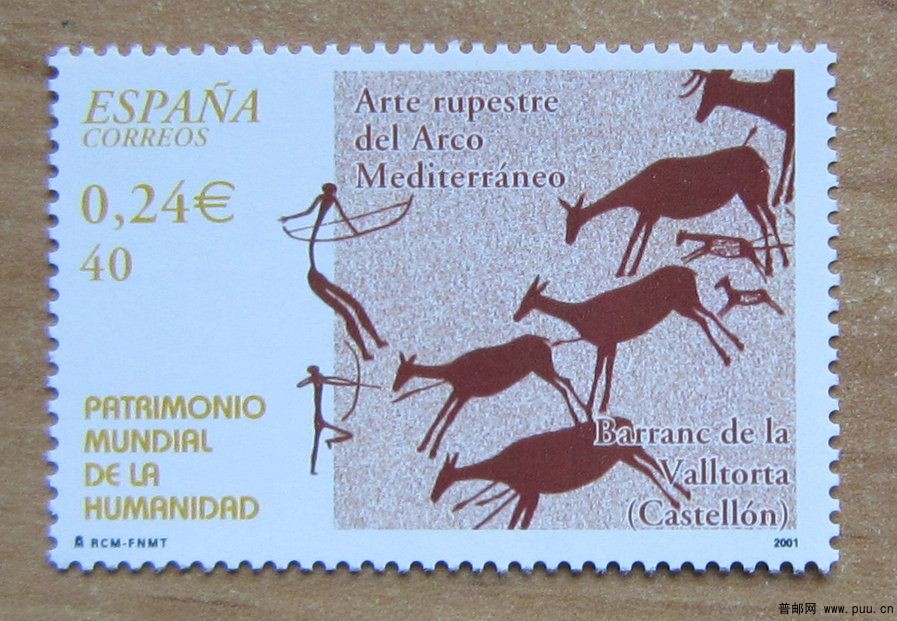 ESPAÑA
CORREOS
0,24€
40
PATRIMONIO
MUNDIAL
DE LA
HUMANIDAD
RCM-FNMT
Arte rupestre
del Arco
Mediterráneo
Barranc de la
Valltorta
(Castellón)
2001
普邮网 www.puu.cn